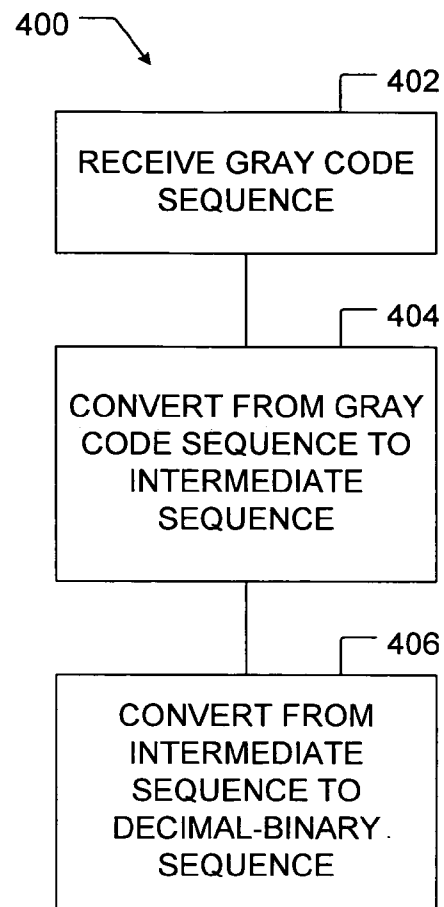 400
402
RECEIVE GRAY CODE
SEQUENCE
404
CONVERT FROM GRAY
CODE SEQUENCE TO
INTERMEDIATE
SEQUENCE
406
CONVERT FROM
INTERMEDIATE
SEQUENCE TO
DECIMAL-BINARY
SEQUENCE